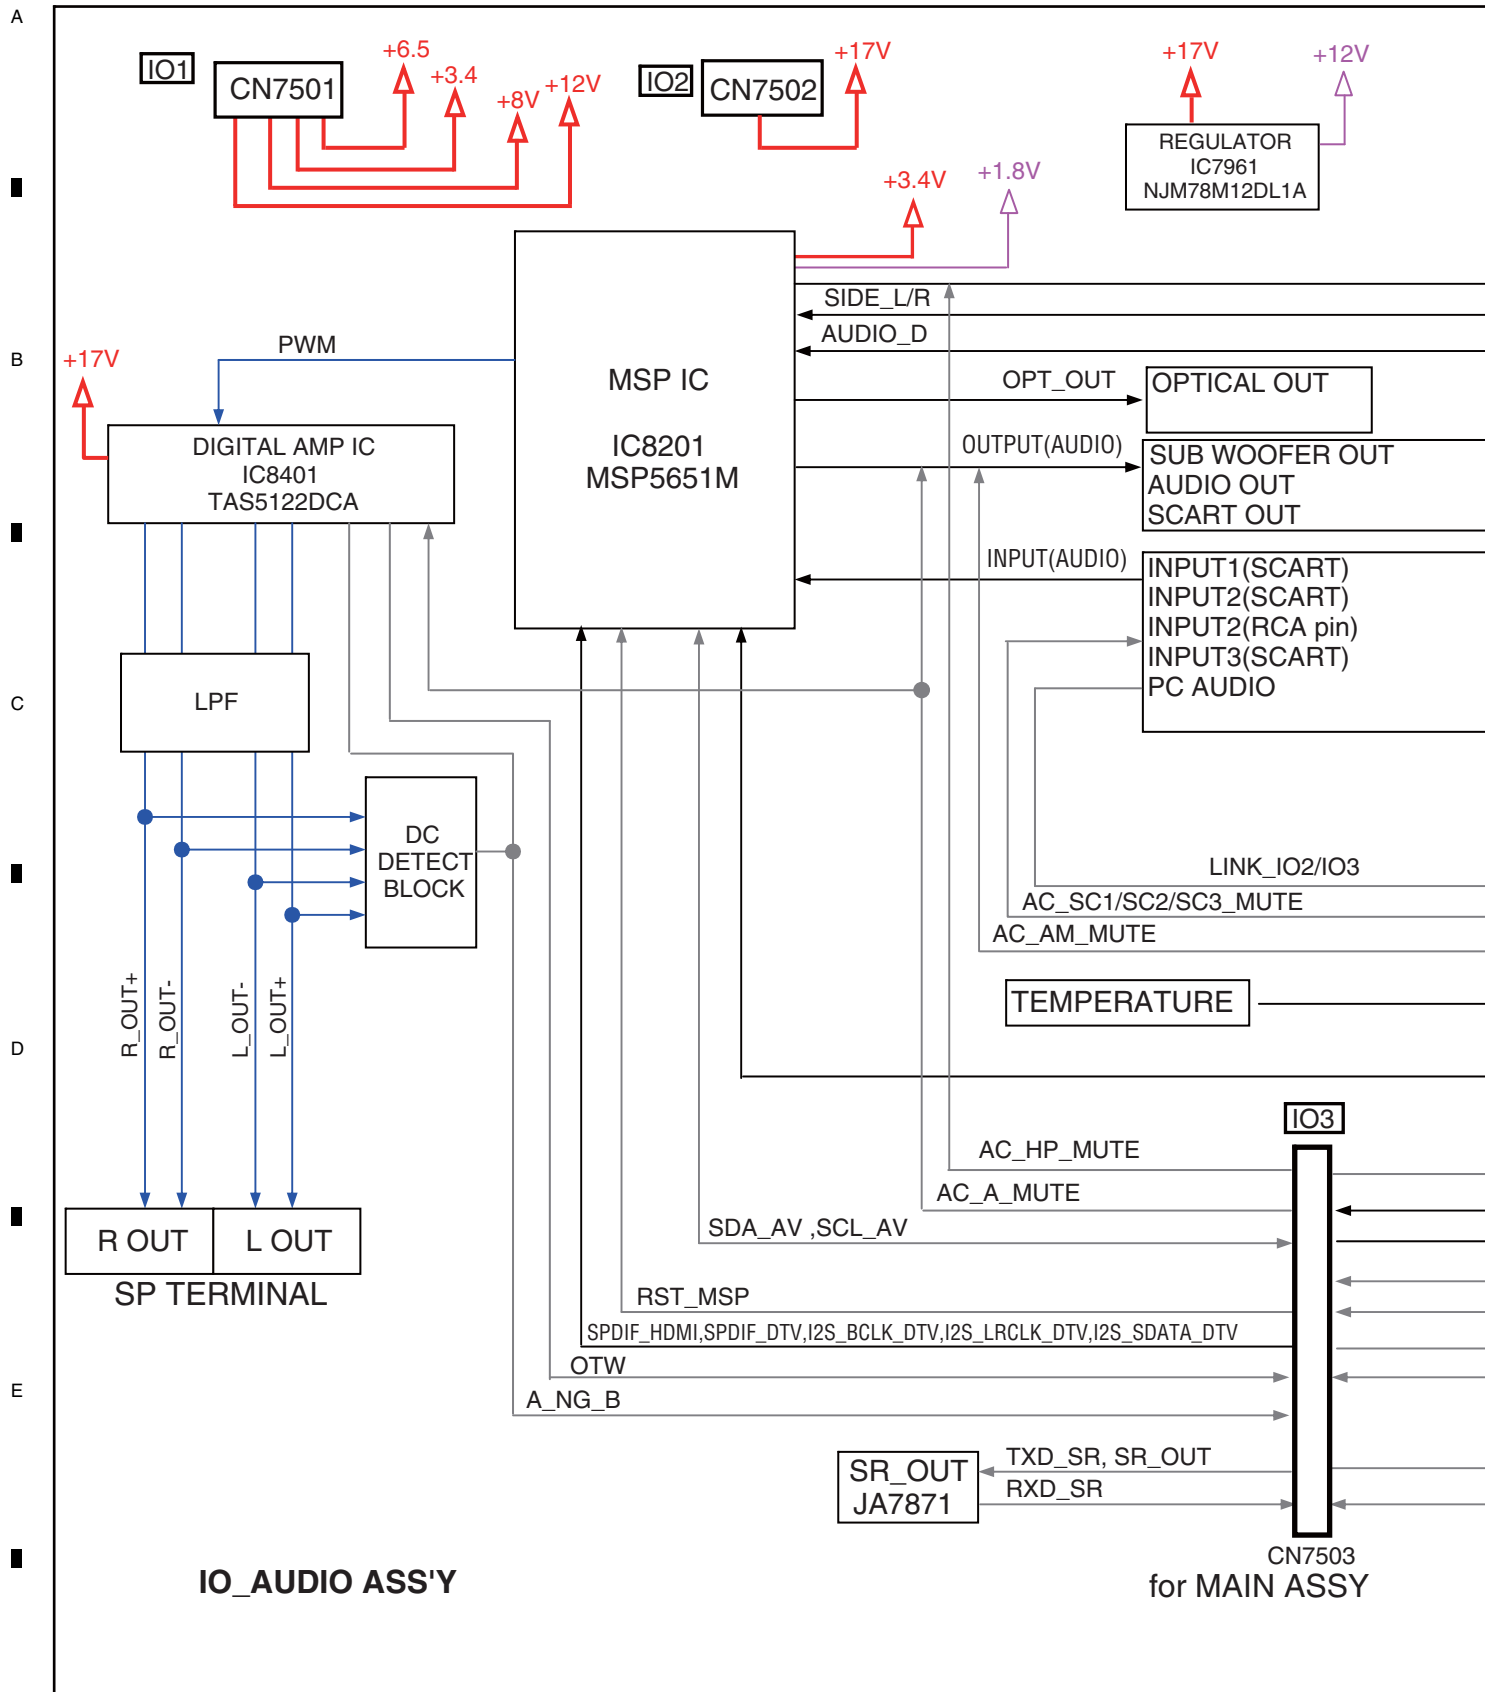 A
IO1
CN7501
+6.5
+3.4
+8V
+12V
IO2
CN7502
+17V
+17V
+12V
REGULATOR
IC7961
NJM78M12DL1A
+3.4V
+1.8V
SIDE_L/R
AUDIO_D
B
+17V
PWM
MSP IC
IC8201
MSP5651M
OPT_OUT
OPTICAL OUT
DIGITAL AMP IC
IC8401
TAS5122DCA
OUTPUT(AUDIO)
SUB WOOFER OUT
AUDIO OUT
SCART OUT
INPUT(AUDIO)
INPUT1(SCART)
INPUT2(SCART)
INPUT2(RCA pin)
INPUT3(SCART)
PC AUDIO
C
LPF
DC
DETECT
BLOCK
LINK_IO2/IO3
AC_SC1/SC2/SC3_MUTE
AC_AM_MUTE
R_OUT+
R_OUT-
L_OUT-
L_OUT+
TEMPERATURE
D
IO3
AC_HP_MUTE
AC_A_MUTE
R OUT
L OUT
SP TERMINAL
SDA_AV ,SCL_AV
RST_MSP
SPDIF_HDMI,SPDIF_DTV,I2S_BCLK_DTV,I2S_LRCLK_DTV,I2S_SDATA_DTV
OTW
E
A_NG_B
SR_OUT
JA7871
TXD_SR, SR_OUT
RXD_SR
CN7503
for MAIN ASSY
IO_AUDIO ASS'Y